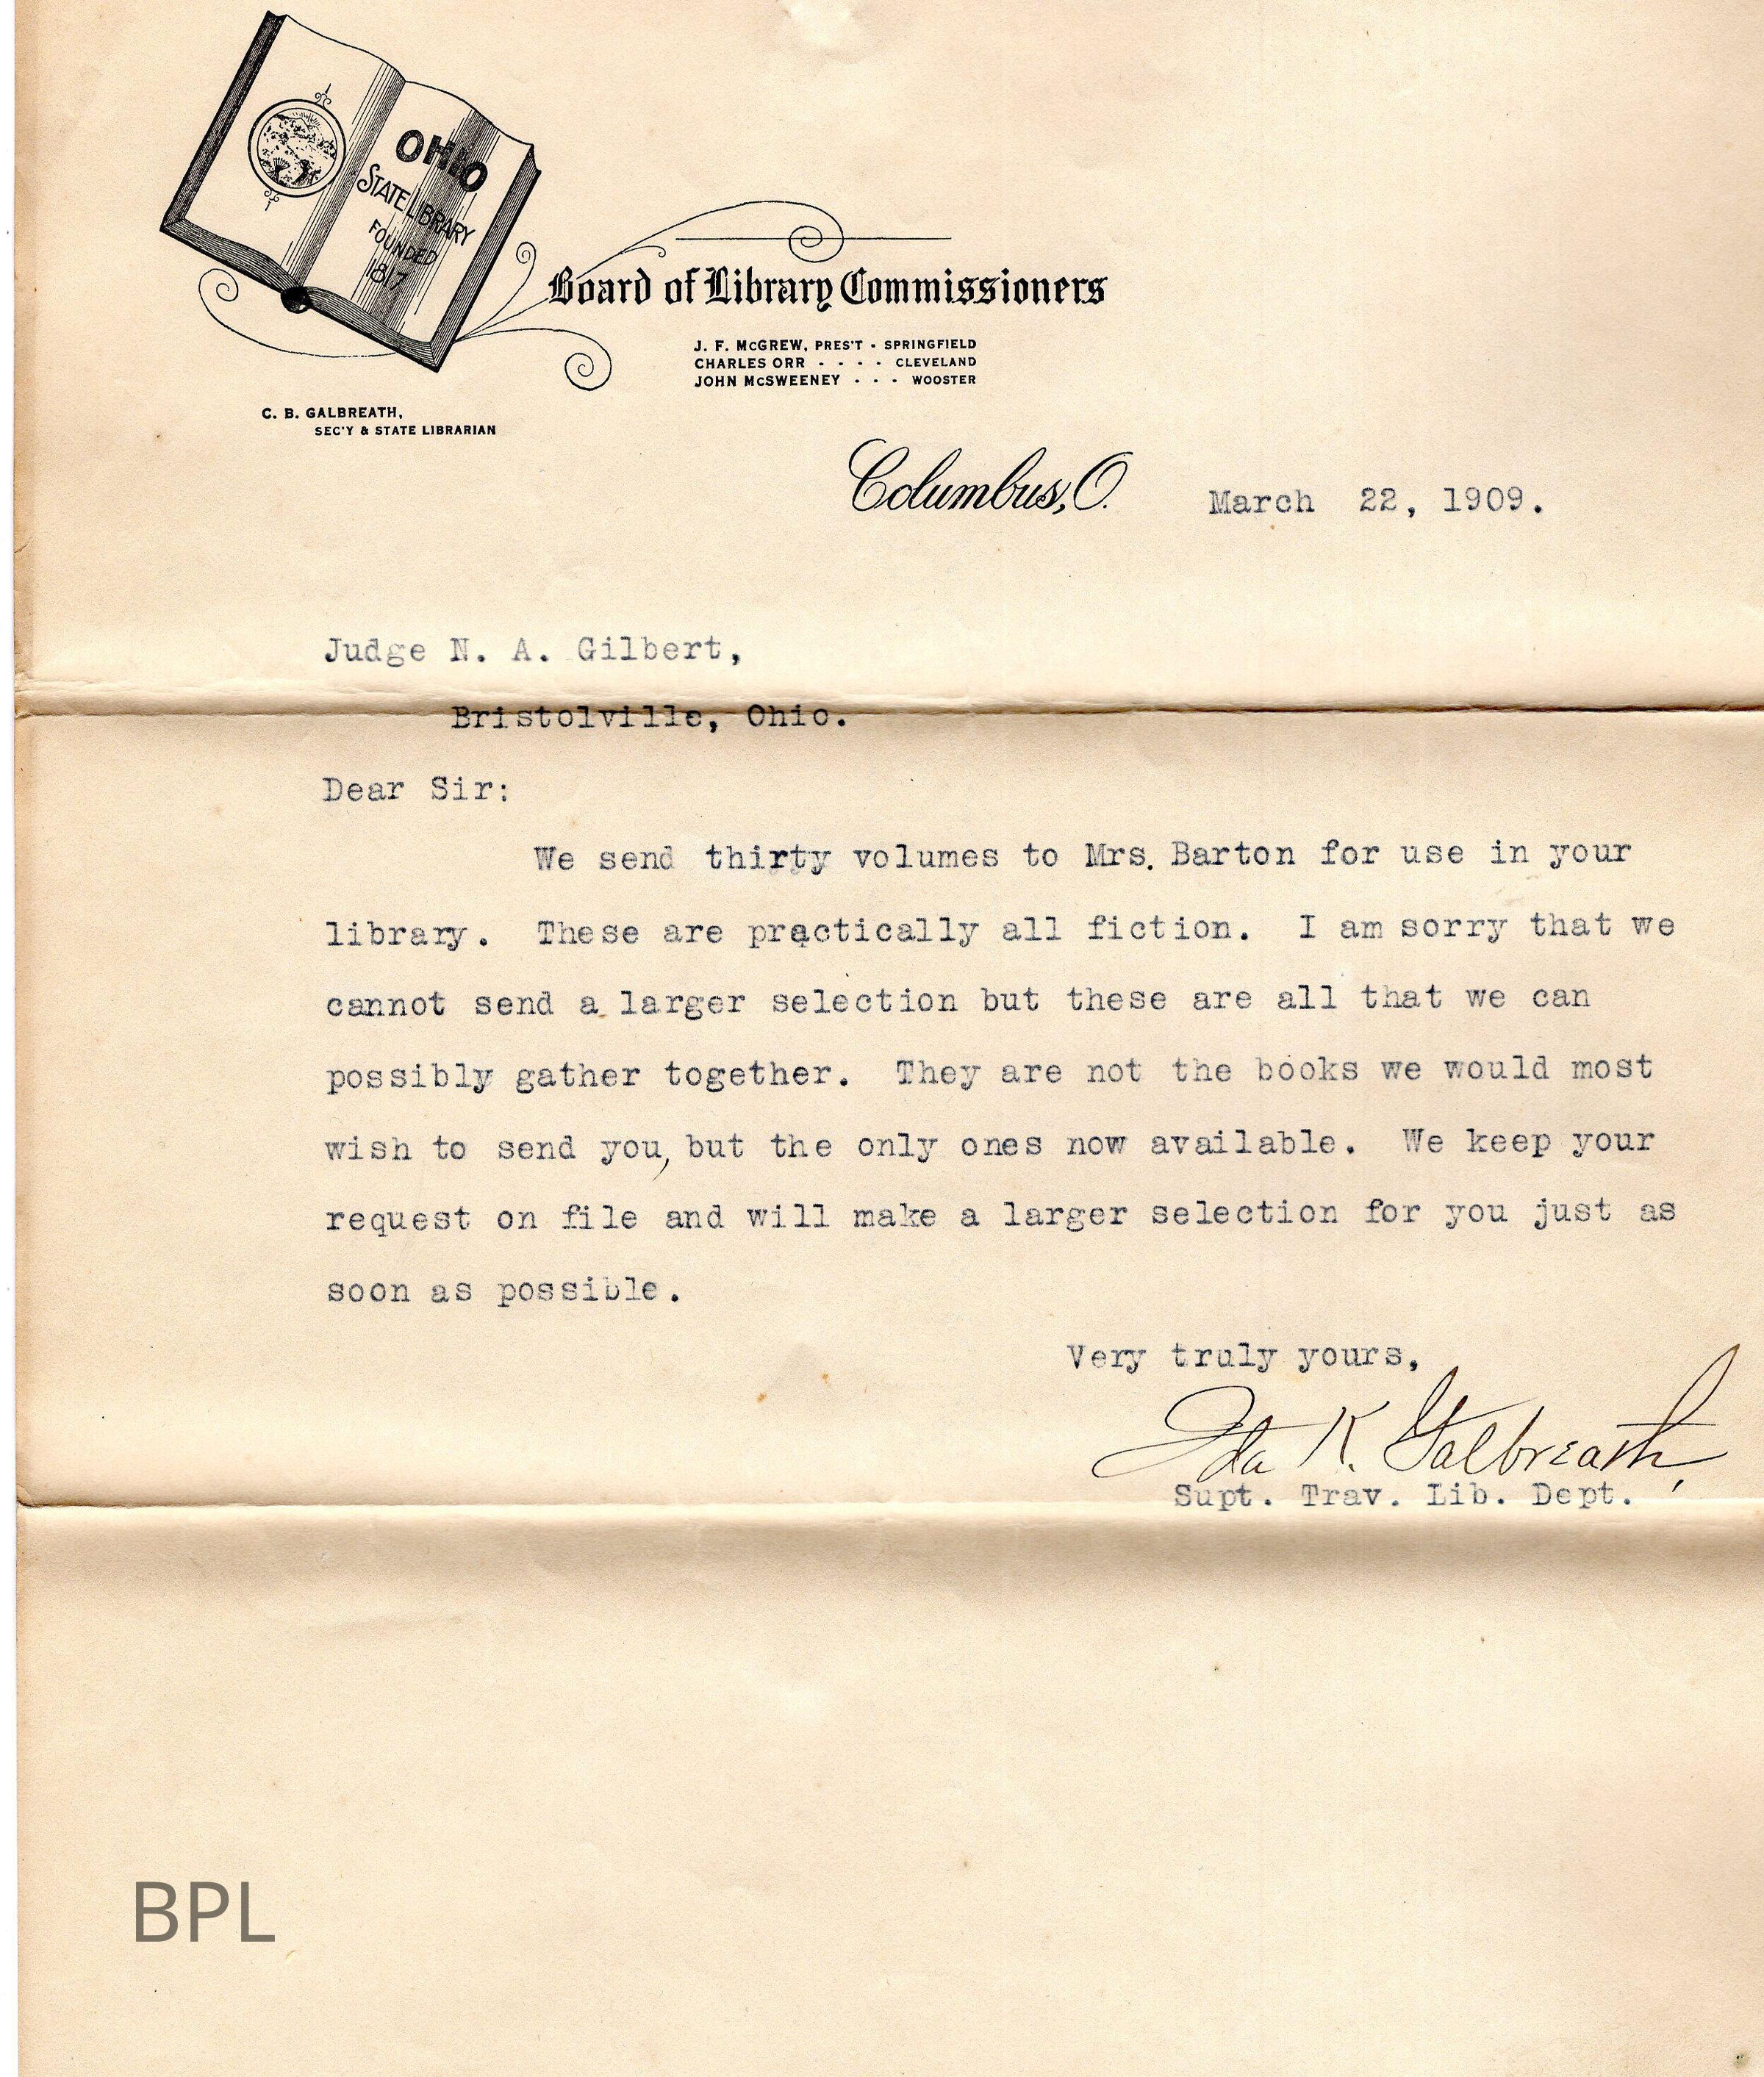 OHIO
STATE LIBRARY
FOUNDED
1817
Board of Library Commissioners
J. F. McGREW, PRES'T - SPRINGFIELD
CHARLES ORR - - - - CLEVELAND
JOHN McSWEENEY - - - WOOSTER
C. B. GALBREATH,
SEC'Y & STATE LIBRARIAN
Columbus, O. March 22, 1909.
Judge N. A. Gilbert,
Bristolville, Ohio.
Dear Sir:
We send thirty volumes to Mrs. Barton for use in your
library. These are practically all fiction. I am sorry that we
cannot send a larger selection but these are all that we can
possibly gather together. They are not the books we would most
wish to send you, but the only ones now available. We keep your
request on file and will make a larger selection for you just as
soon as possible.
Very truly yours,
Ida K. Galbreath,
Supt. Trav. Lib. Dept.
BPL